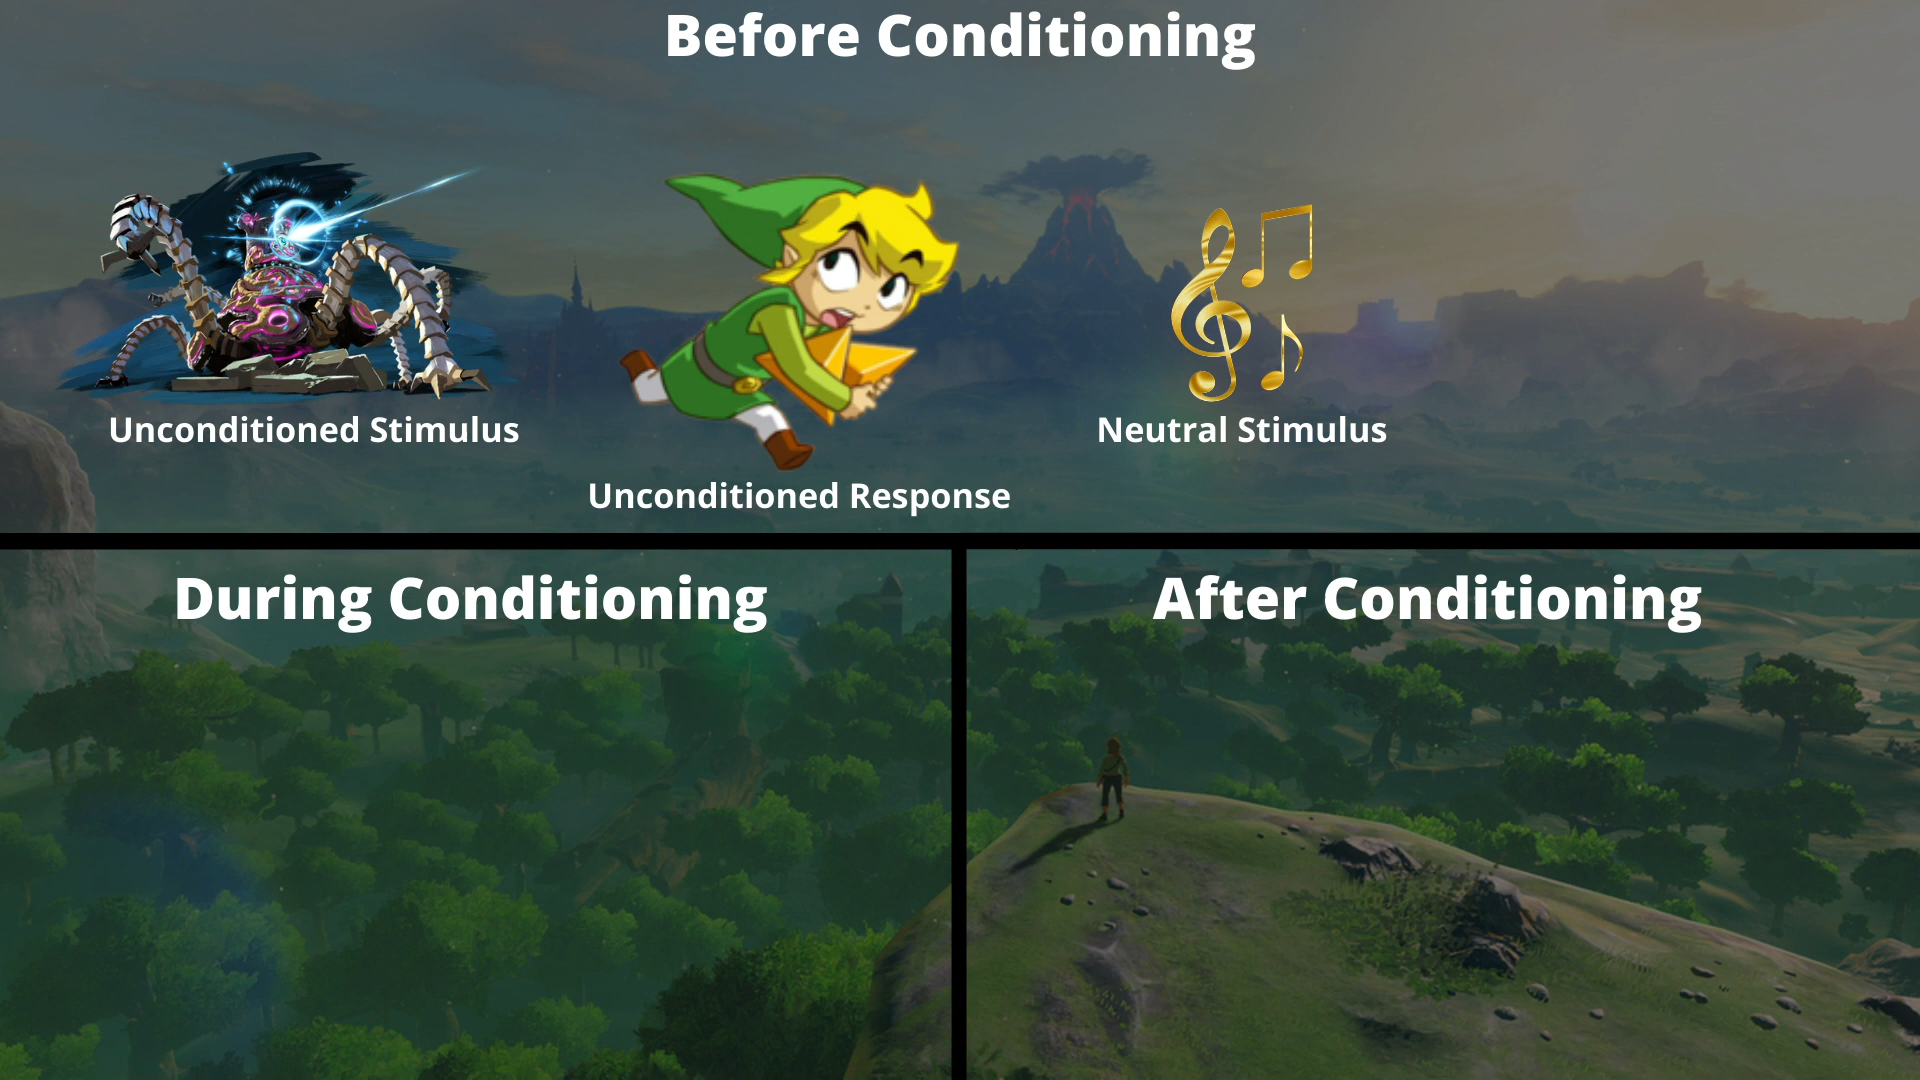 Before Conditioning
Unconditioned Stimulus
Neutral Stimulus
Unconditioned Response
During Conditioning
After Conditioning